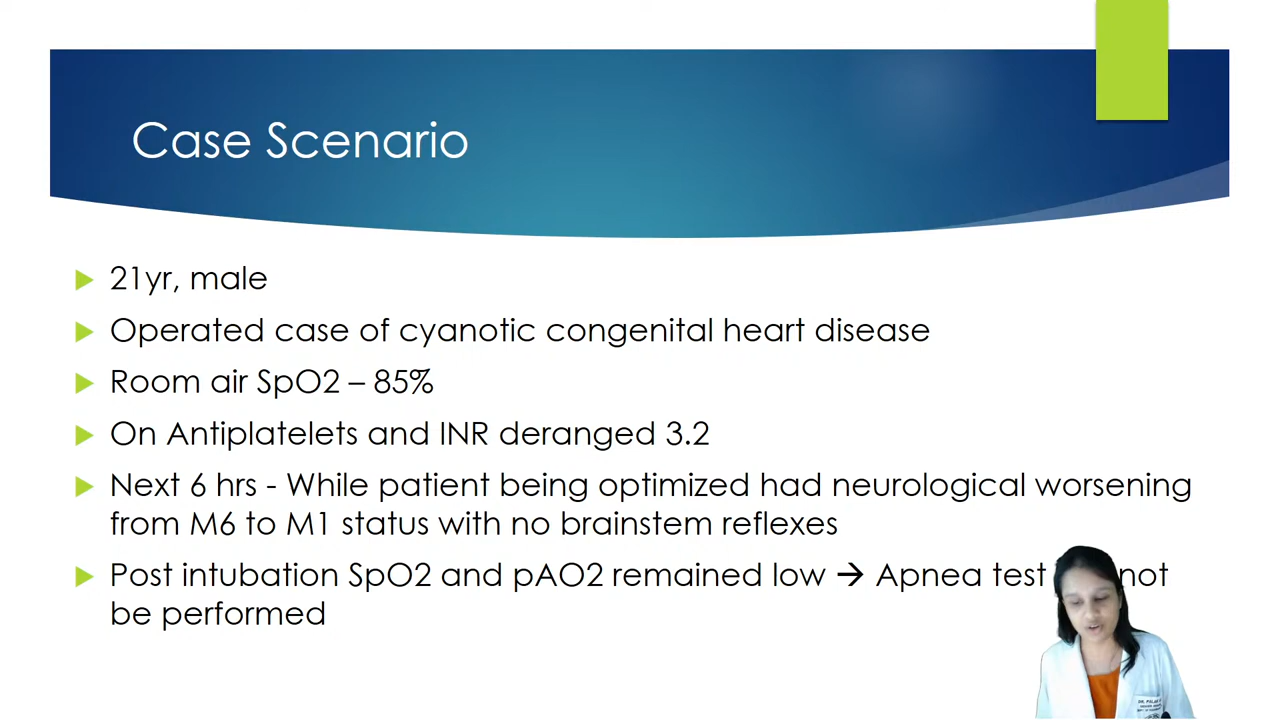 Case Scenario
21yr, male
Operated case of cyanotic congenital heart disease
Room air SpO2 – 85%
On Antiplatelets and INR deranged 3.2
Next 6 hrs - While patient being optimized had neurological worsening
from M6 to M1 status with no brainstem reflexes
Post intubation SpO2 and pAO2 remained low → Apnea test not
be performed